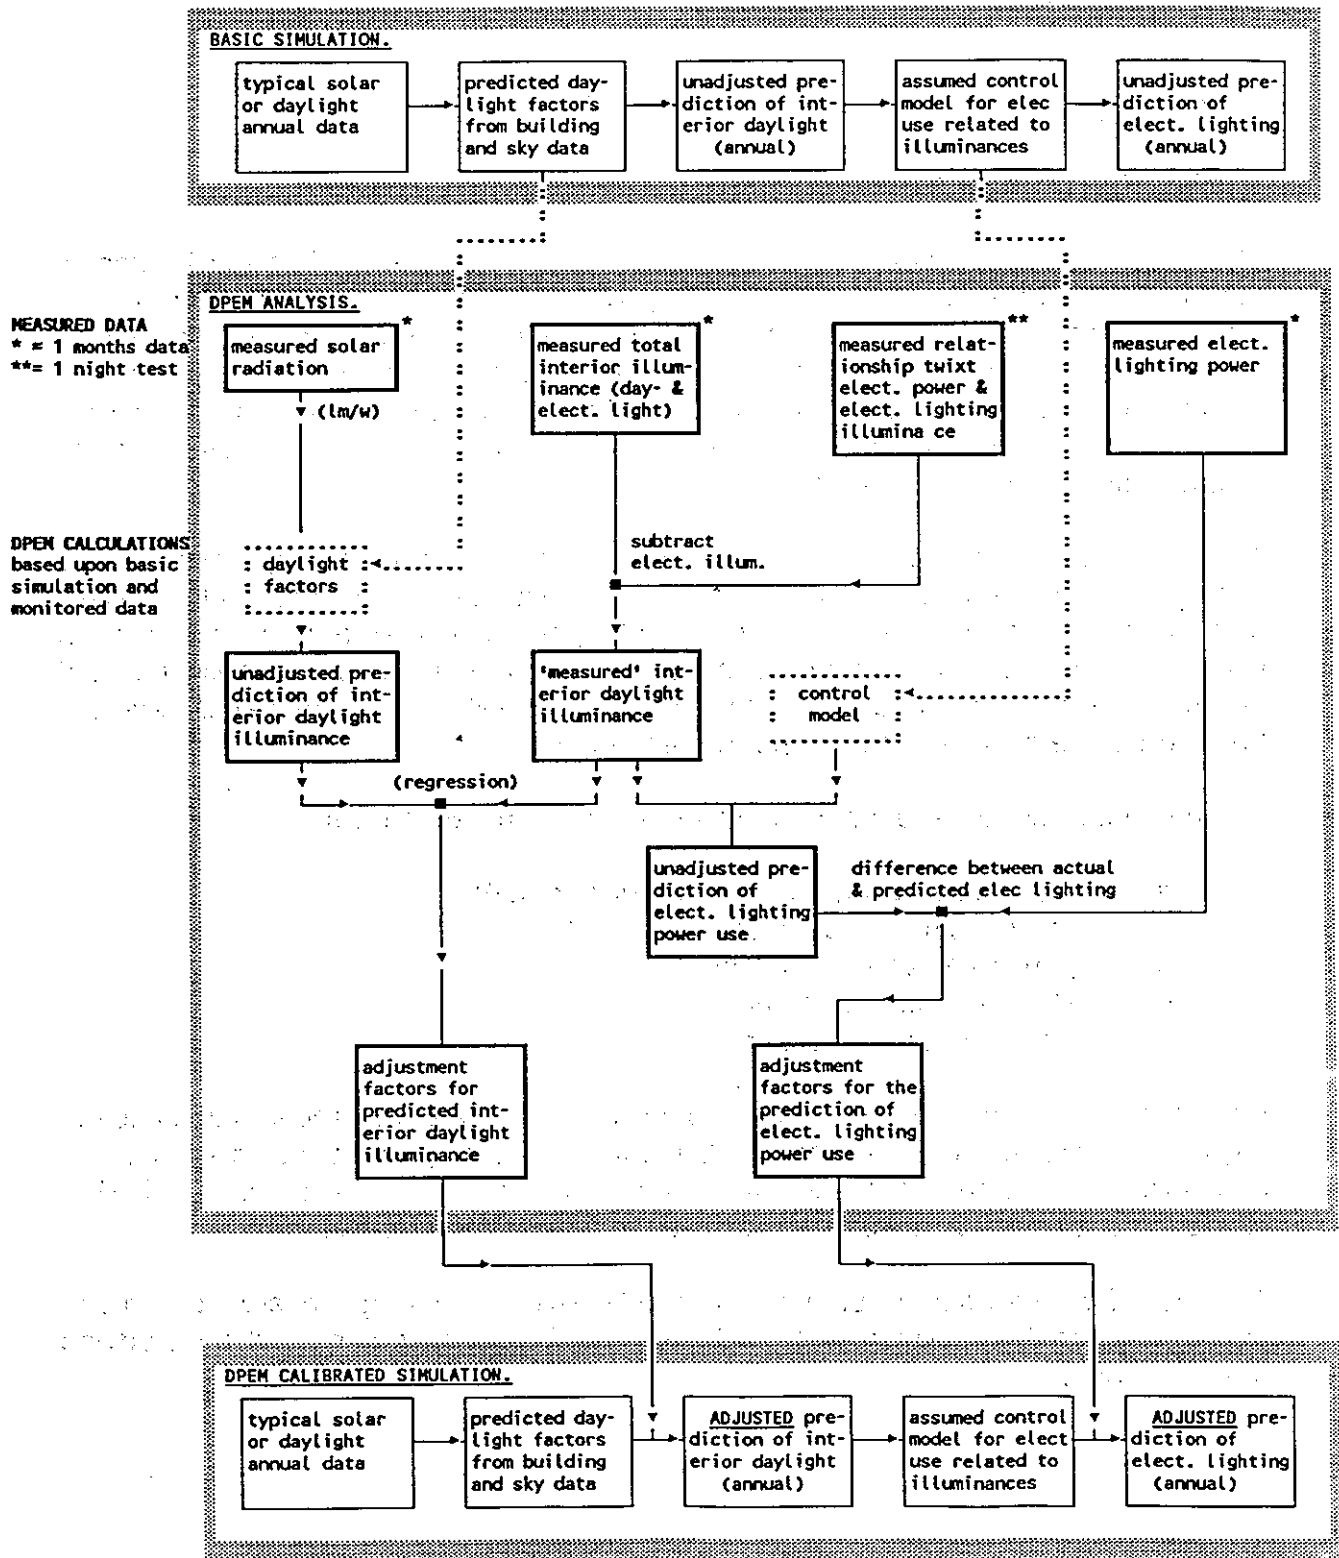 BASIC SIMULATION.
typical solar
or daylight
annual data
predicted day-
light factors
from building
and sky data
unadjusted pre-
diction of int-
erior daylight
(annual)
assumed control
model for elec
use related to
illuminances
unadjusted pre-
diction of
elect. lighting
(annual)
DPEM ANALYSIS.
MEASURED DATA
* = 1 months data
**= 1 night test
measured solar
radiation
*
(lm/w)
measured total
interior illum-
inance (day- &
elect. light)
*
measured relat-
ionship twixt
elect. power &
elect. lighting
illumina ce
**
measured elect.
lighting power
*
DPEM CALCULATIONS
based upon basic
simulation and
monitored data
daylight
factors
subtract
elect. illum.
unadjusted pre-
diction of int-
erior daylight
illuminance
'measured' int-
erior daylight
illuminance
control
model
(regression)
unadjusted pre-
diction of
elect. lighting
power use
difference between actual
& predicted elec lighting
adjustment
factors for
predicted int-
erior daylight
illuminance
adjustment
factors for the
prediction of
elect. lighting
power use
DPEM CALIBRATED SIMULATION.
typical solar
or daylight
annual data
predicted day-
light factors
from building
and sky data
ADJUSTED pre-
diction of int-
erior daylight
(annual)
assumed control
model for elect
use related to
illuminances
ADJUSTED pre-
diction of
elect. lighting
(annual)